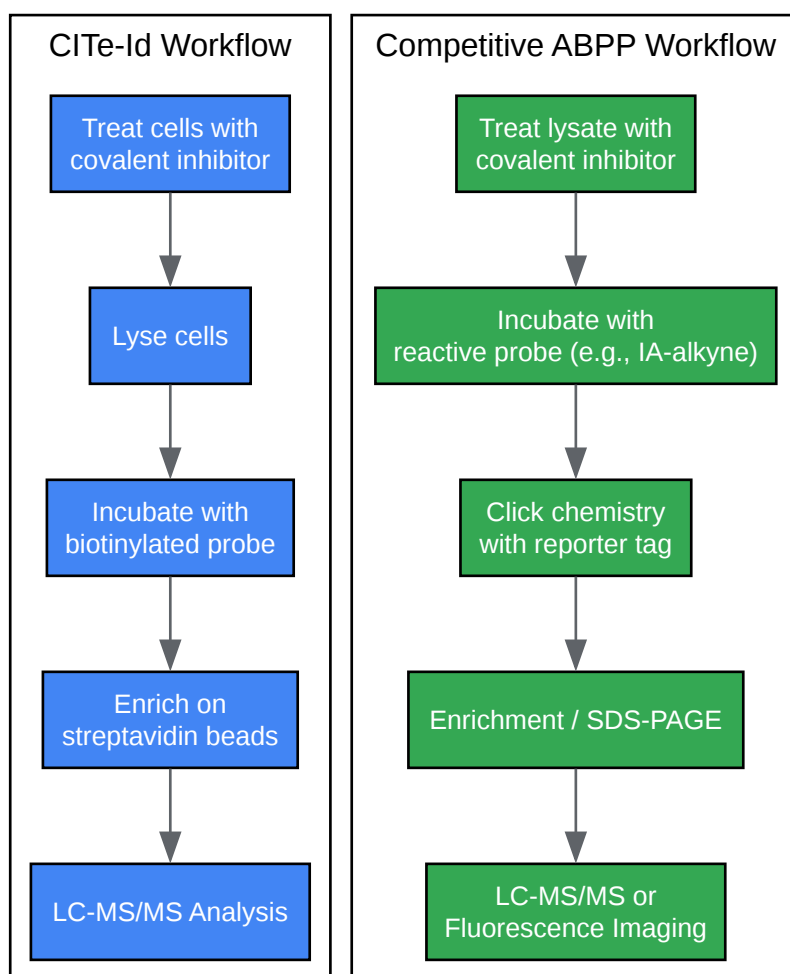 CITe-Id Workflow
Treat cells with
covalent inhibitor
Lyse cells
Incubate with
biotinylated probe
Enrich on
streptavidin beads
LC-MS/MS Analysis
Competitive ABPP Workflow
Treat lysate with
covalent inhibitor
Incubate with
reactive probe (e.g., IA-alkyne)
Click chemistry
with reporter tag
Enrichment / SDS-PAGE
LC-MS/MS or
Fluorescence Imaging